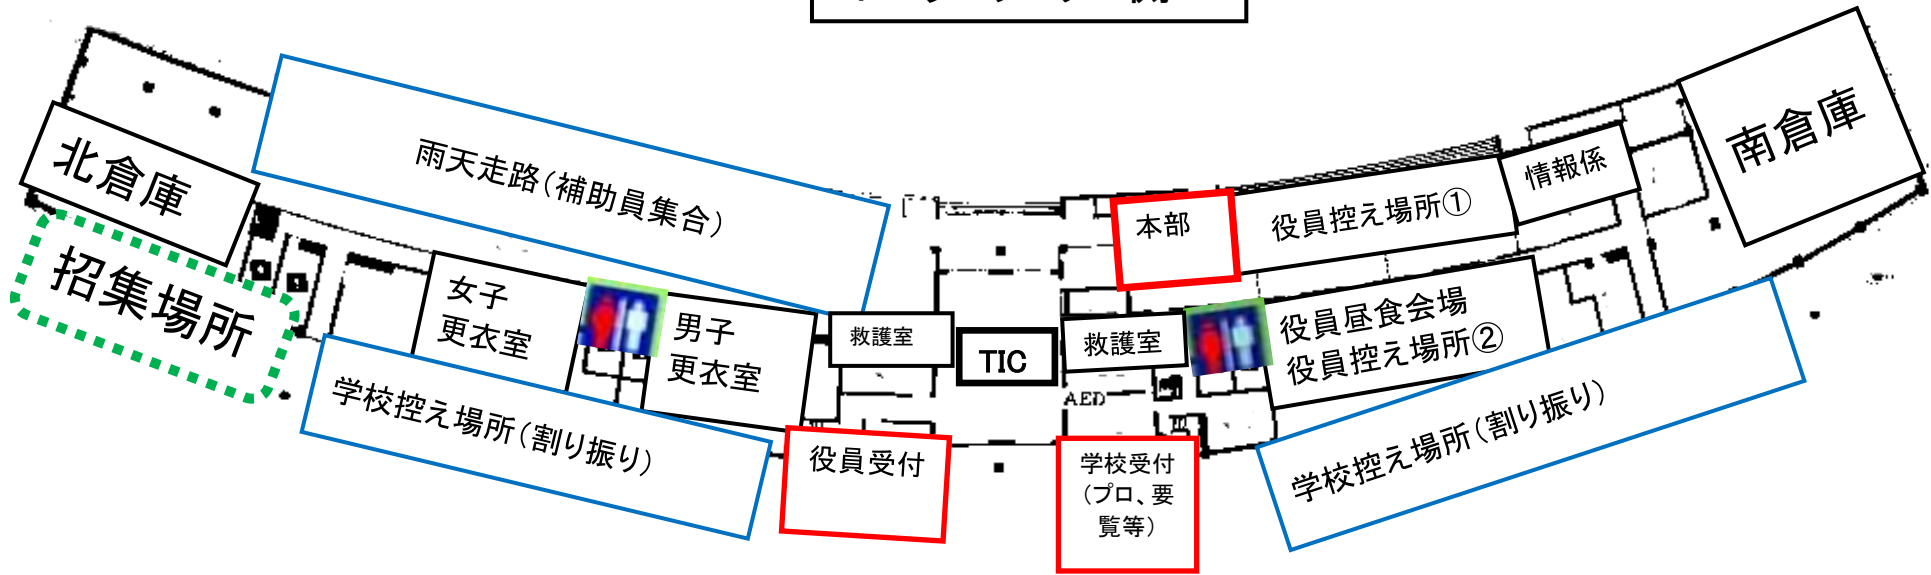 北倉庫
招集場所
雨天走路（補助員集合）
女子
更衣室
男子
更衣室
学校控え場所（割り振り）
救護室
TIC
救護室
AED
役員受付
学校受付
（プロ、要
覧等）
本部
役員控え場所①
情報係
南倉庫
役員昼食会場
役員控え場所②
学校控え場所（割り振り）